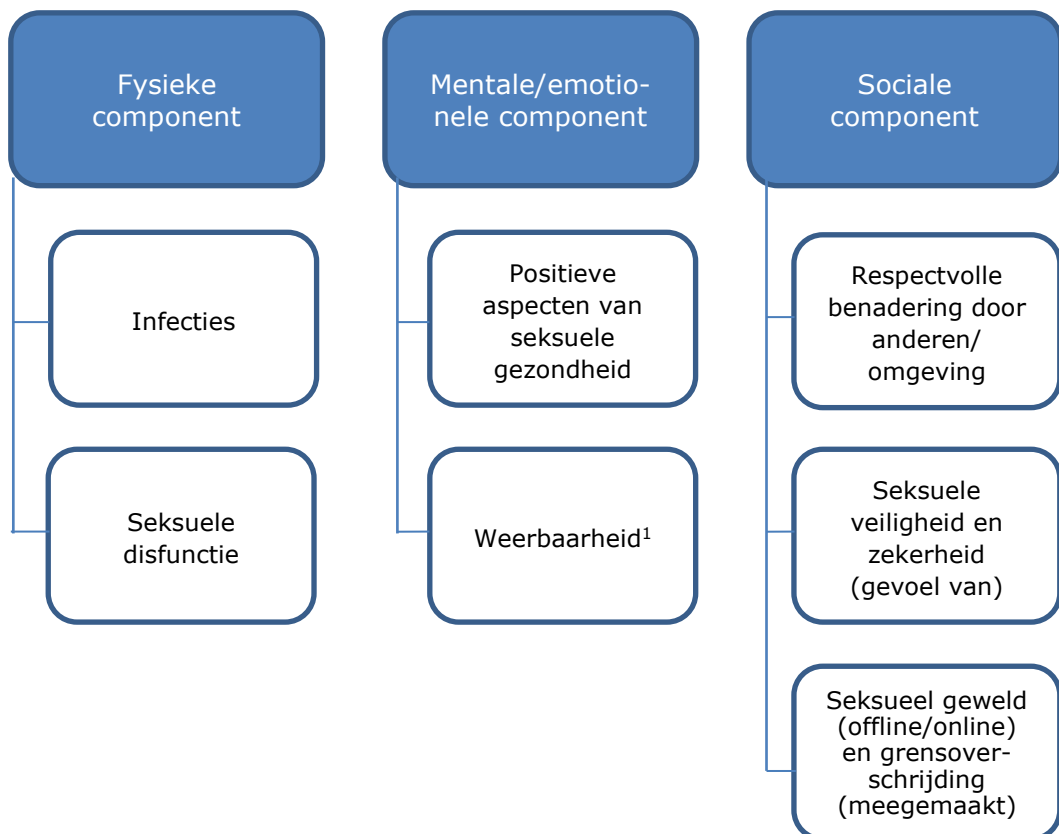 Fysieke
component
Infecties
Seksuele
disfunctie
Mentale/emotio-
nele component
Positieve
aspecten van
seksuele
gezondheid
Weerbaarheid¹
Sociale
component
Respectvolle
benadering door
anderen/
omgeving
Seksuele
veiligheid en
zekerheid
(gevoel van)
Seksueel geweld
(offline/online)
en grensover-
schrijding
(meegemaakt)